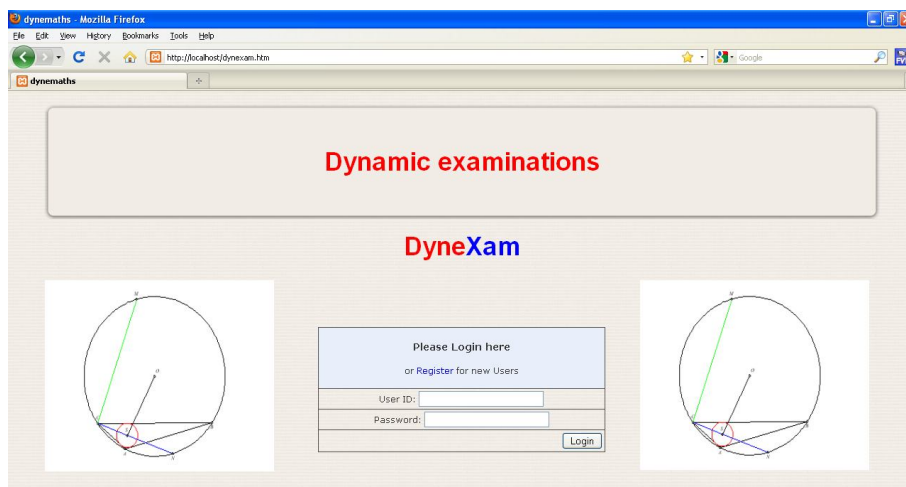 dynemaths - Mozilla Firefox
File Edit View History Bookmarks Tools Help
http://localhost/dynexam.htm
Google
dynemaths
Dynamic examinations
DyneXam
Please Login here
or Register for new Users
User ID:
Password:
Login